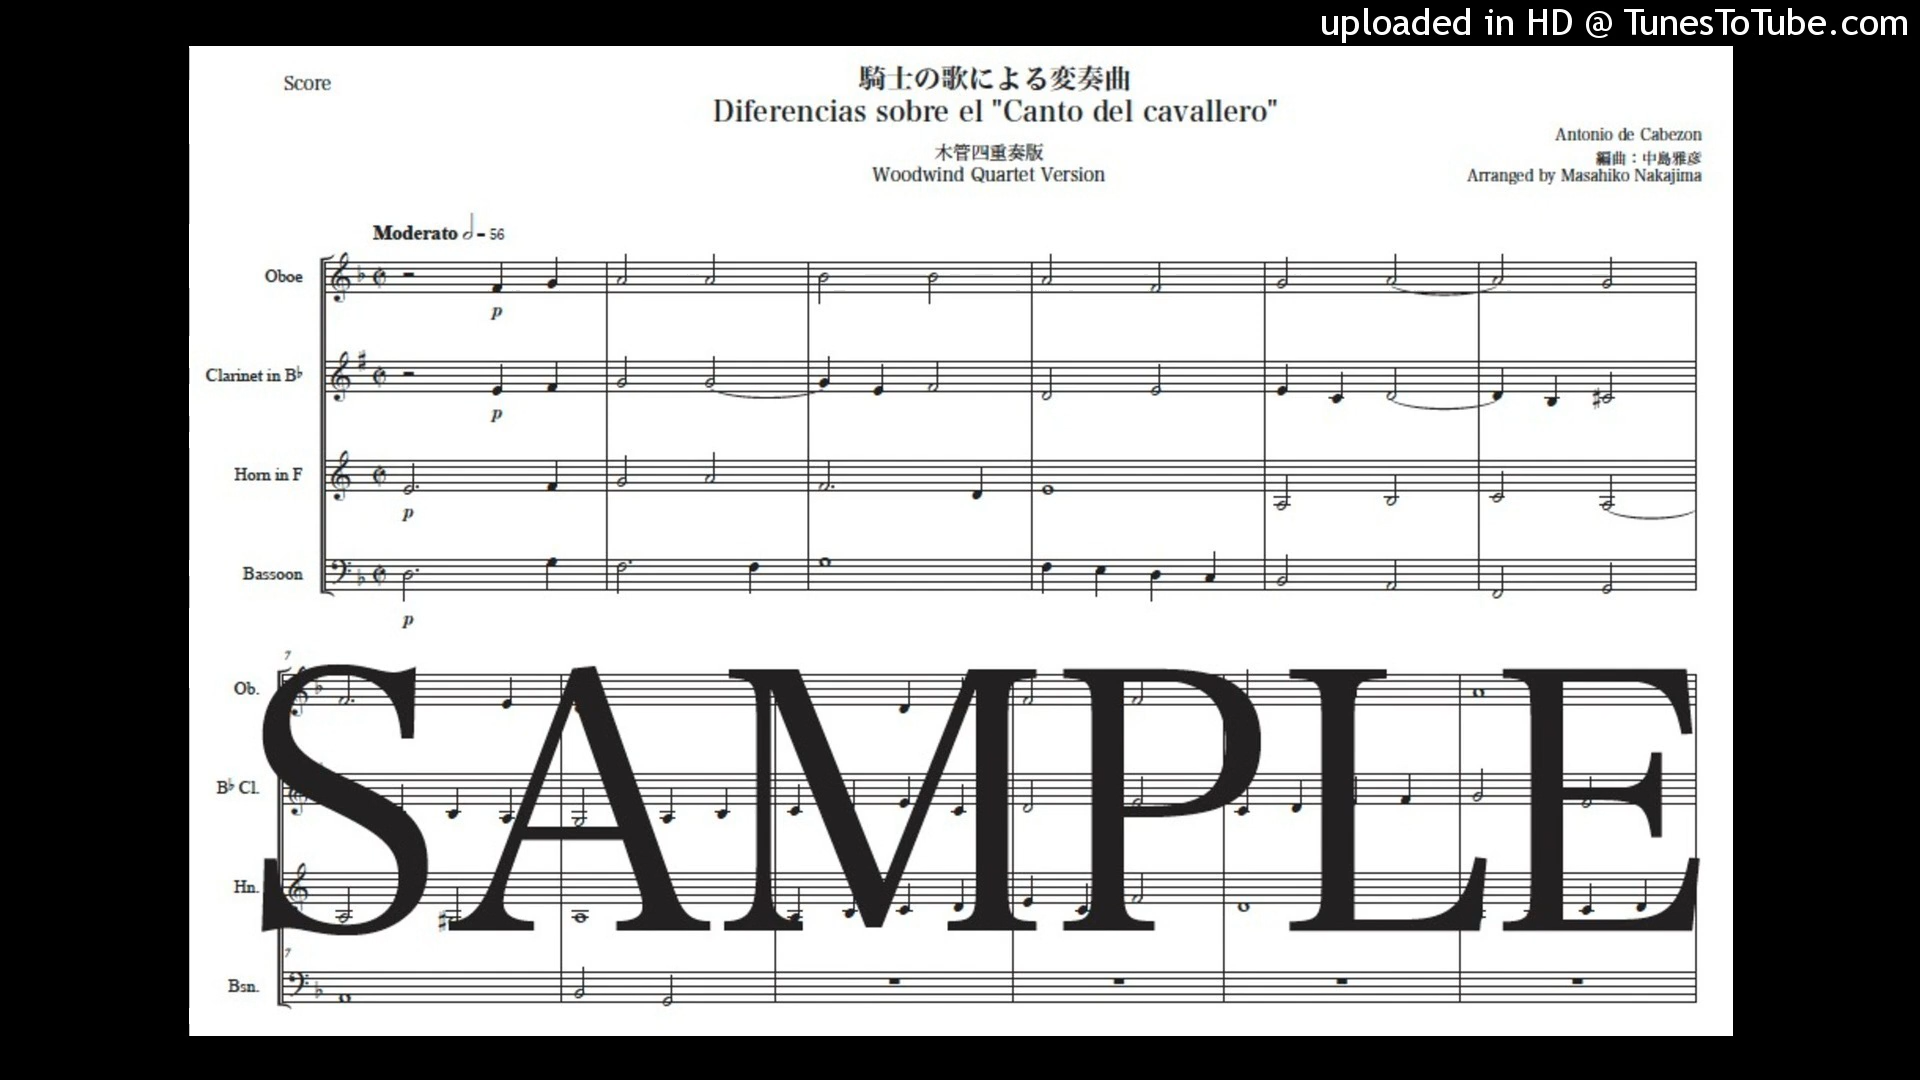 uploaded in HD @ TunesToTube.com
Score
騎士の歌による変奏曲
Diferencias sobre el "Canto del cavallero"
木管四重奏版
Woodwind Quartet Version
Antonio de Cabezon
編曲：中島雅彦
Arranged by Masahiko Nakajima
Moderato 𝅗𝅥 = 56
Oboe
p
Clarinet in B♭
p
Horn in F
p
Bassoon
p
7
Ob.
B♭ Cl.
Hn.
7
Bsn.
SAMPLE